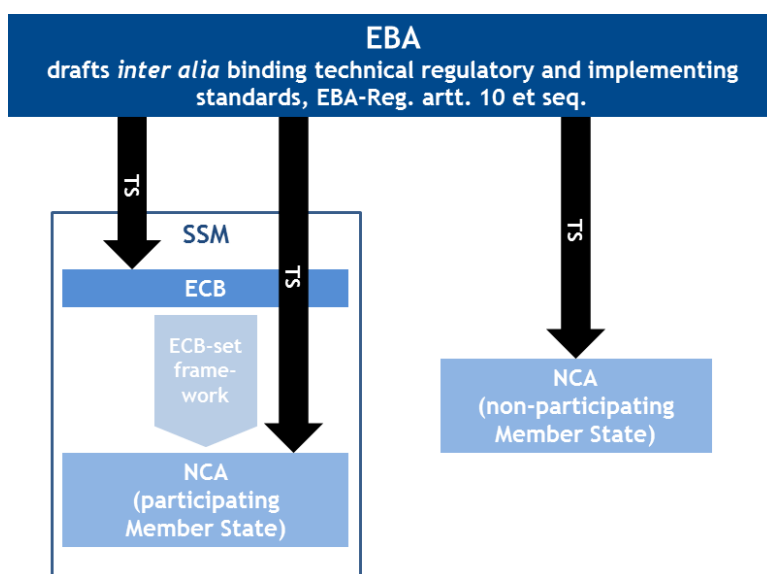 EBA
drafts inter alia binding technical regulatory and implementing
standards, EBA-Reg. artt. 10 et seq.
TS
TS
TS
SSM
ECB
ECB-set
frame-
work
NCA
(participating
Member State)
NCA
(non-participating
Member State)